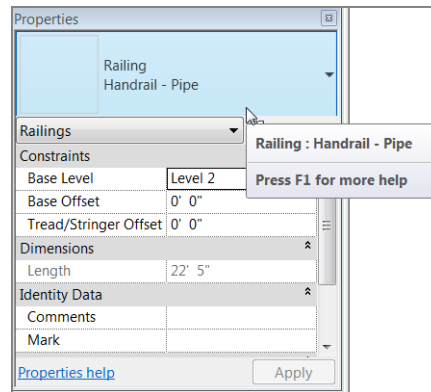 Properties
Railing
Handrail - Pipe
Railings
Railing : Handrail - Pipe
Press F1 for more help
Constraints
Base Level Level 2
Base Offset 0' 0"
Tread/Stringer Offset 0' 0"
Dimensions
Length 22' 5"
Identity Data
Comments
Mark
Properties help Apply